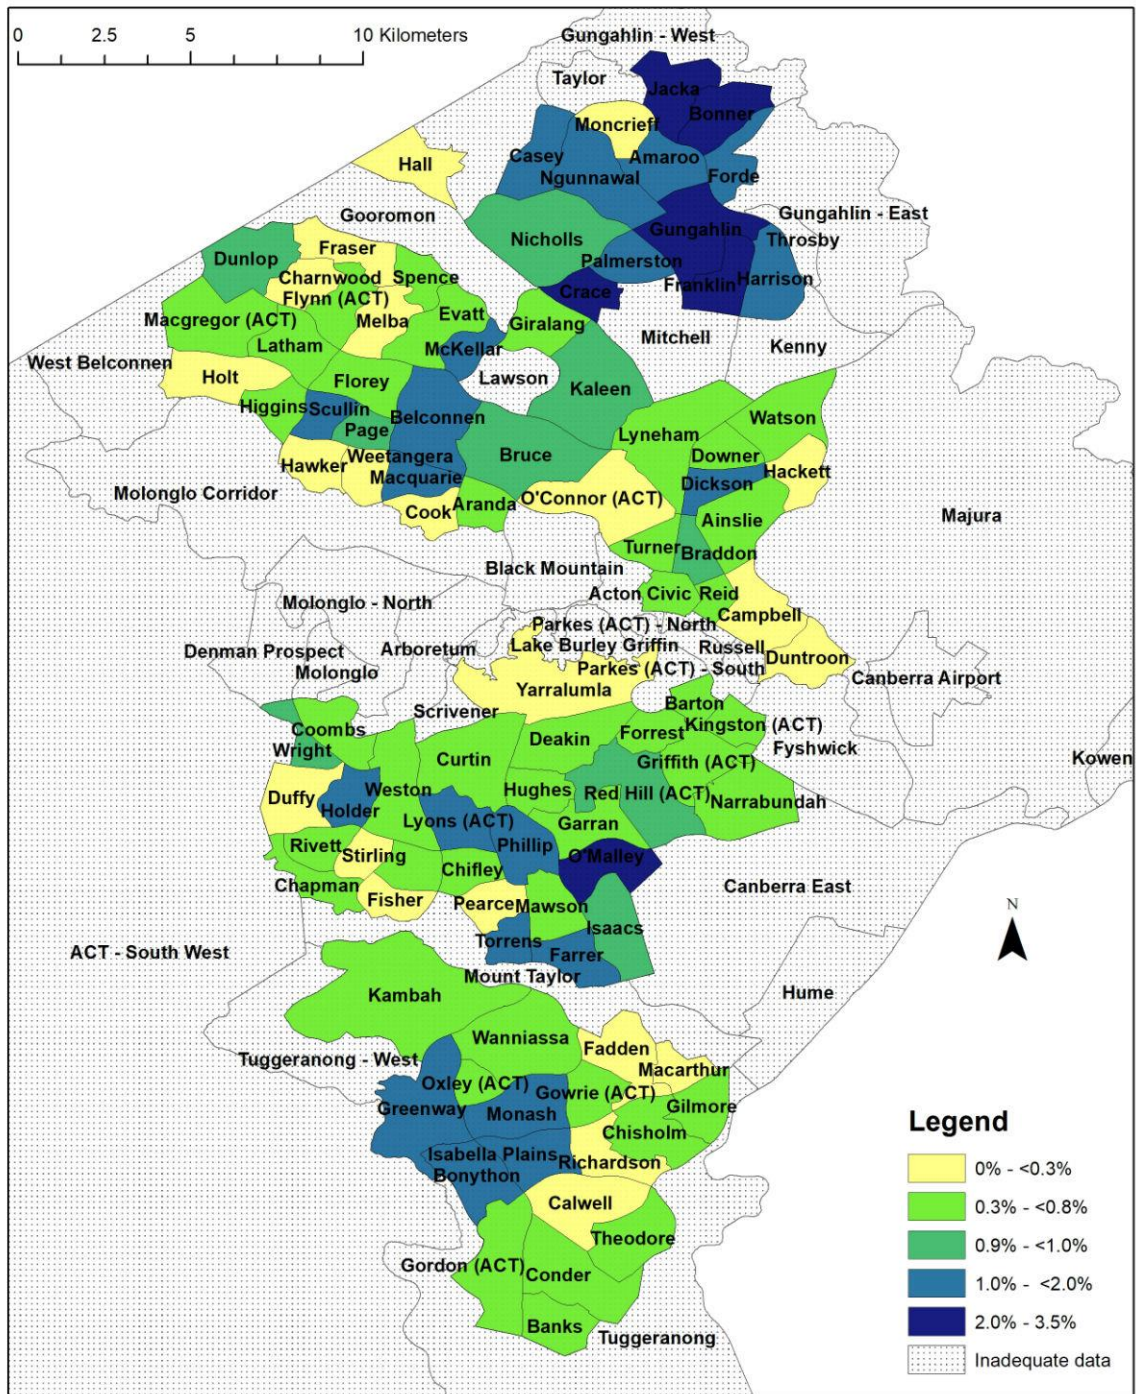 0 2.5 5 10 Kilometers
Gungahlin - West
Taylor
Jacka
Bonner
Moncrieff
Casey
Amaroo
Hall
Ngunnawal
Forde
Gooromon
Gungahlin - East
Gungahlin
Nicholls
Throsby
Fraser
Dunlop
Palmerston
Charnwood
Spence
Harrison
Franklin
Crace
Flynn (ACT)
Evatt
Macgregor (ACT)
Melba
Giralang
Mitchell
Latham
McKellar
Kenny
West Belconnen
Holt
Lawson
Florey
Kaleen
Higgins
Scullin
Belconnen
Watson
Page
Lyneham
Weetangera
Bruce
Downer
Hawker
Hackett
Macquarie
Dickson
Molonglo Corridor
O'Connor (ACT)
Aranda
Cook
Majura
Ainslie
Turner
Braddon
Black Mountain
Acton
Civic
Reid
Molonglo - North
Campbell
Parkes (ACT) - North
Denman Prospect
Arboretum
Lake Burley Griffin
Russell
Duntroon
Molonglo
Parkes (ACT) - South
Canberra Airport
Yarralumla
Barton
Scrivener
Kingston (ACT)
Coombs
Forrest
Deakin
Fyshwick
Wright
Curtin
Kowen
Griffith (ACT)
Weston
Hughes
Red Hill (ACT)
Duffy
Narrabundah
Holder
Lyons (ACT)
Garran
Rivett
Phillip
Stirling
O'Malley
Chifley
Chapman
Canberra East
Fisher
Pearce
Mawson
N
Isaacs
Torrens
ACT - South West
Farrer
Mount Taylor
Hume
Kambah
Wanniassa
Fadden
Tuggeranong - West
Macarthur
Oxley (ACT)
Gowrie (ACT)
Greenway
Monash
Gilmore
Chisholm
Isabella Plains
Richardson
Bonython
Calwell
Theodore
Gordon (ACT)
Conder
Banks
Tuggeranong
Legend
0% - <0.3%
0.3% - <0.8%
0.9% - <1.0%
1.0% - <2.0%
2.0% - 3.5%
Inadequate data